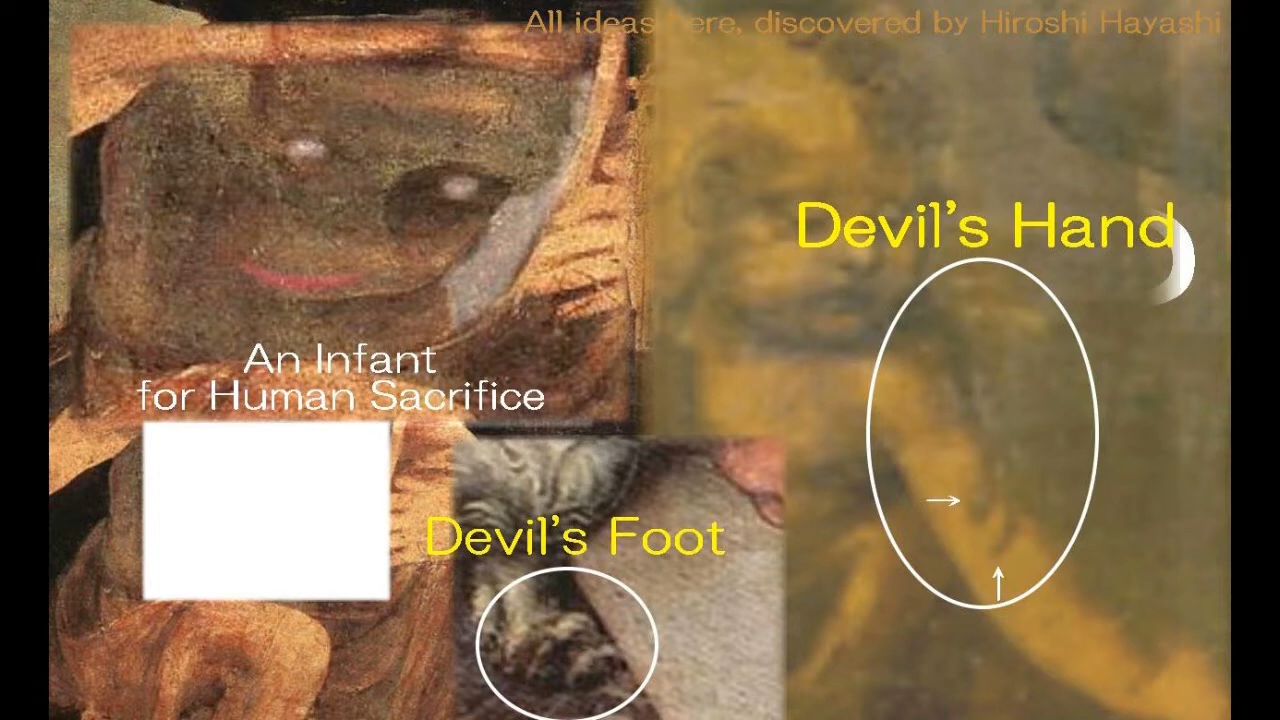 All ideas here, discovered by Hiroshi Hayashi
Devil's Hand
An Infant
for Human Sacrifice
Devil's Foot